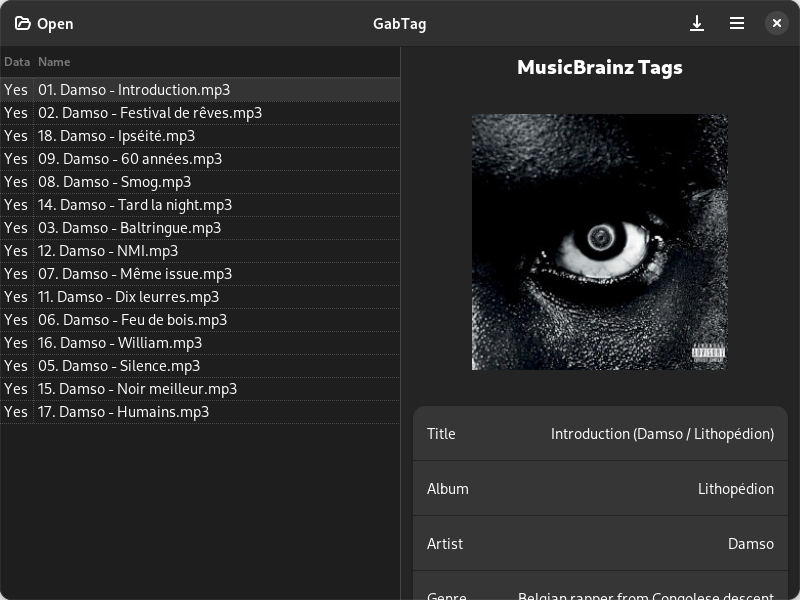 Open
GabTag
Data Name
Yes 01. Damso - Introduction.mp3
Yes 02. Damso - Festival de rêves.mp3
Yes 18. Damso - Ipséité.mp3
Yes 09. Damso - 60 années.mp3
Yes 08. Damso - Smog.mp3
Yes 14. Damso - Tard la night.mp3
Yes 03. Damso - Baltringue.mp3
Yes 12. Damso - NMI.mp3
Yes 07. Damso - Même issue.mp3
Yes 11. Damso - Dix leurres.mp3
Yes 06. Damso - Feu de bois.mp3
Yes 16. Damso - William.mp3
Yes 05. Damso - Silence.mp3
Yes 15. Damso - Noir meilleur.mp3
Yes 17. Damso - Humains.mp3
MusicBrainz Tags
ADVISORY
Title Introduction (Damso / Lithopédion)
Album Lithopédion
Artist Damso
Genre Belgian rapper from Congolese descent